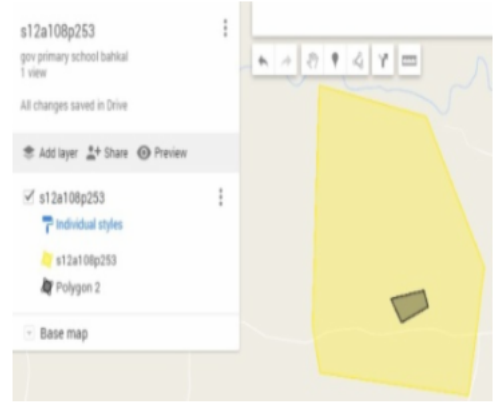 s12a108p253
gov primary school bahkal
1 view
All changes saved in Drive
Add layer Share Preview
s12a108p253
Individual styles
s12a108p253
Polygon 2
Base map